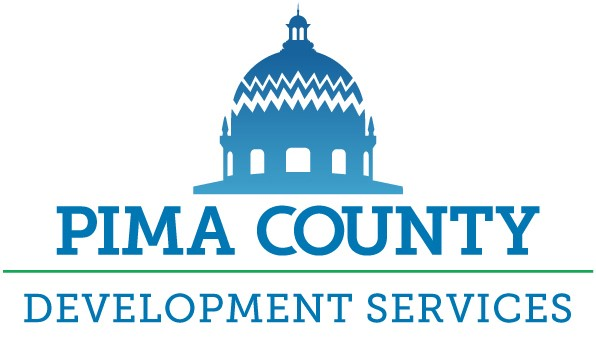 PIMA COUNTY
DEVELOPMENT SERVICES